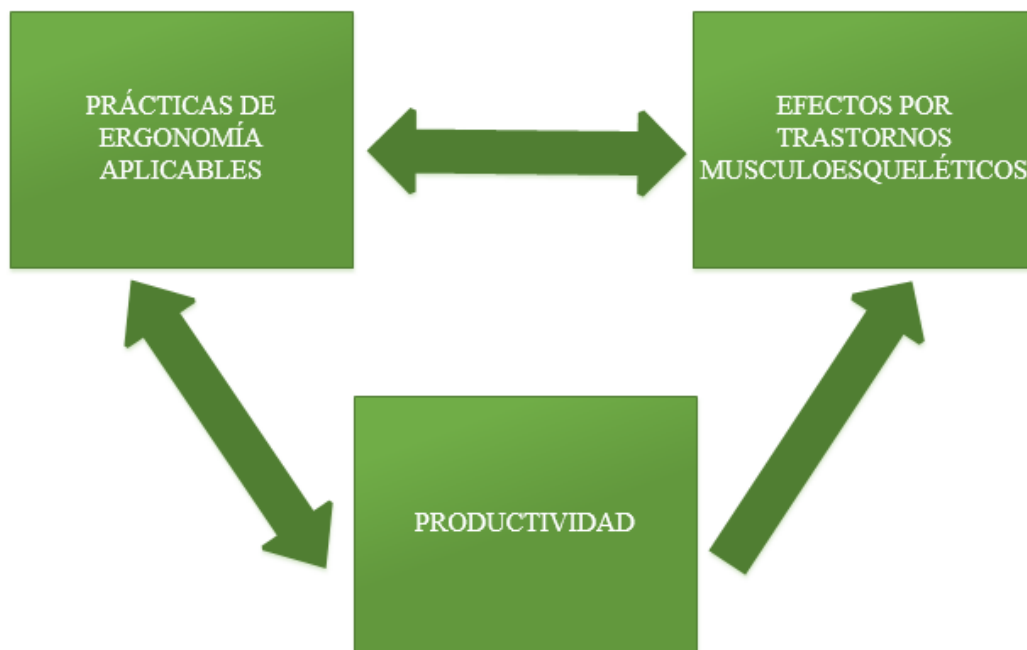 PRÁCTICAS DE
ERGONOMÍA
APLICABLES
EFECTOS POR
TRASTORNOS
MUSCULOESQUELÉTICOS
PRODUCTIVIDAD